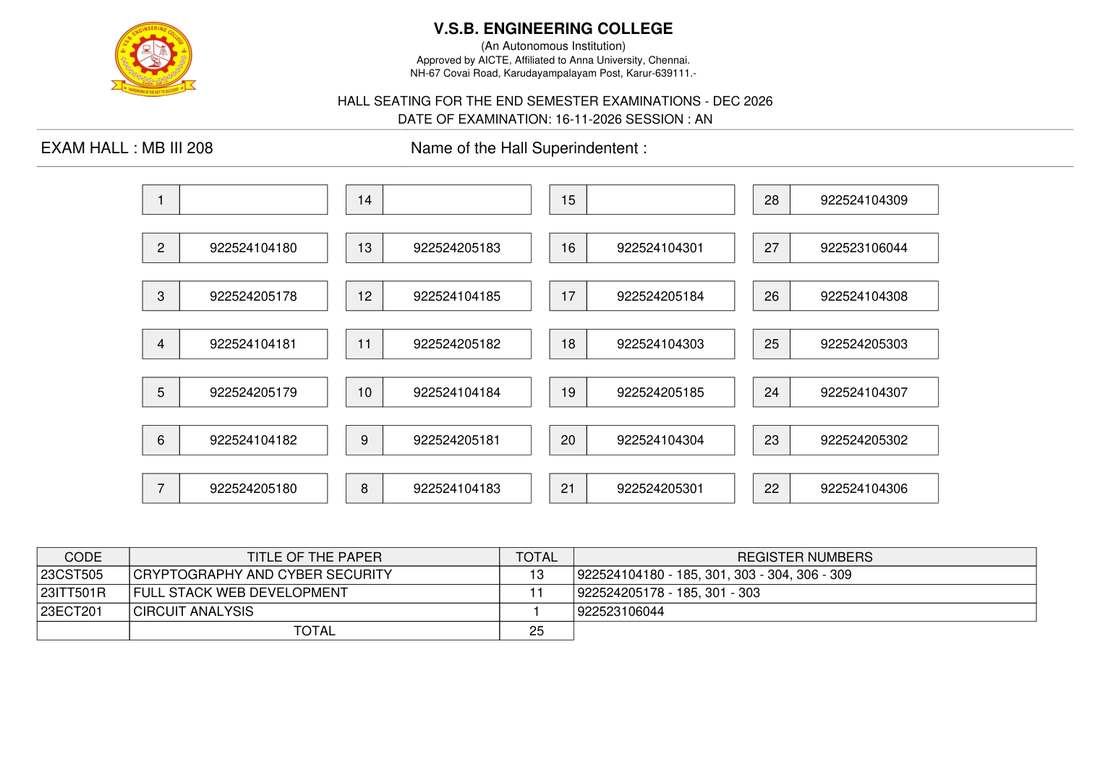 V.S.B. ENGINEERING COLLEGE
(An Autonomous Institution)
Approved by AICTE, Affiliated to Anna University, Chennai.
NH-67 Covai Road, Karudayampalayam Post, Karur-639111.-
HALL SEATING FOR THE END SEMESTER EXAMINATIONS - DEC 2026
DATE OF EXAMINATION: 16-11-2026 SESSION : AN
EXAM HALL : MB III 208 Name of the Hall Superindentent :
1 14 15 28 922524104309
2 922524104180 13 922524205183 16 922524104301 27 922523106044
3 922524205178 12 922524104185 17 922524205184 26 922524104308
4 922524104181 11 922524205182 18 922524104303 25 922524205303
5 922524205179 10 922524104184 19 922524205185 24 922524104307
6 922524104182 9 922524205181 20 922524104304 23 922524205302
7 922524205180 8 922524104183 21 922524205301 22 922524104306
CODE TITLE OF THE PAPER TOTAL REGISTER NUMBERS
23CST505 CRYPTOGRAPHY AND CYBER SECURITY 13 922524104180 - 185, 301, 303 - 304, 306 - 309
23ITT501R FULL STACK WEB DEVELOPMENT 11 922524205178 - 185, 301 - 303
23ECT201 CIRCUIT ANALYSIS 1 922523106044
TOTAL 25